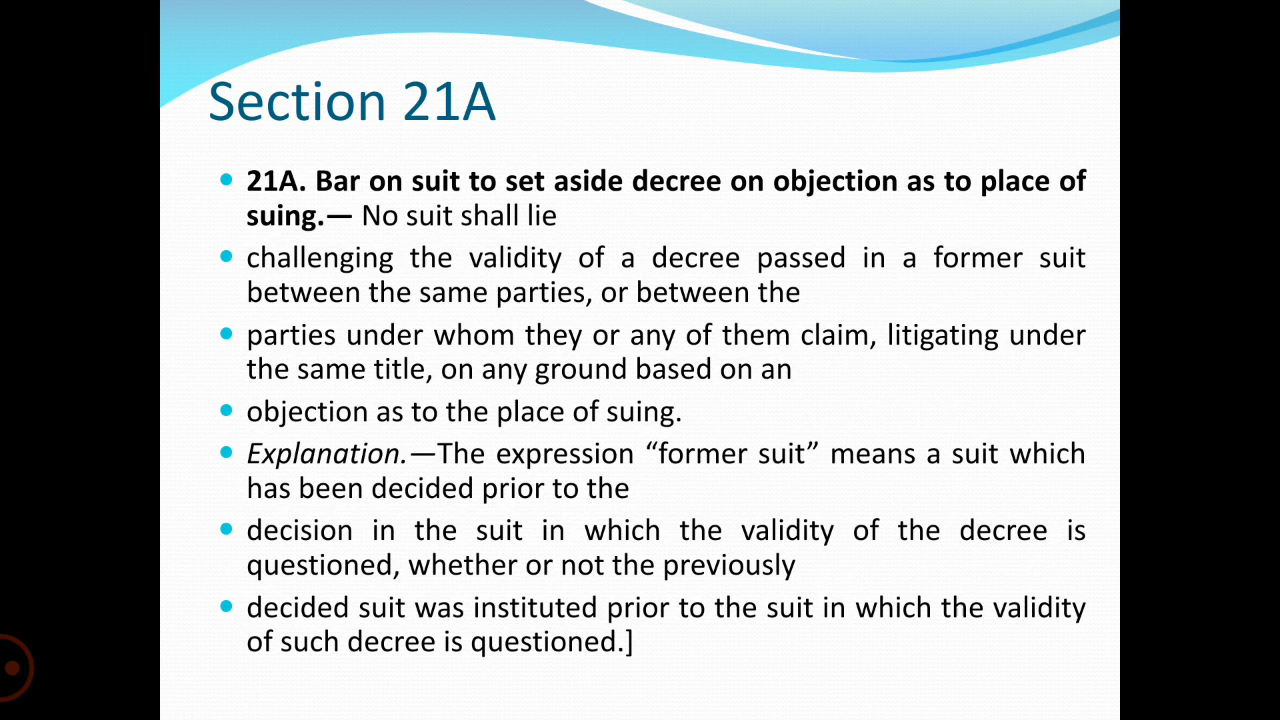 Section 21A
• 21A. Bar on suit to set aside decree on objection as to place of
suing.— No suit shall lie
• challenging the validity of a decree passed in a former suit
between the same parties, or between the
• parties under whom they or any of them claim, litigating under
the same title, on any ground based on an
• objection as to the place of suing.
• Explanation.—The expression “former suit” means a suit which
has been decided prior to the
• decision in the suit in which the validity of the decree is
questioned, whether or not the previously
• decided suit was instituted prior to the suit in which the validity
of such decree is questioned.]